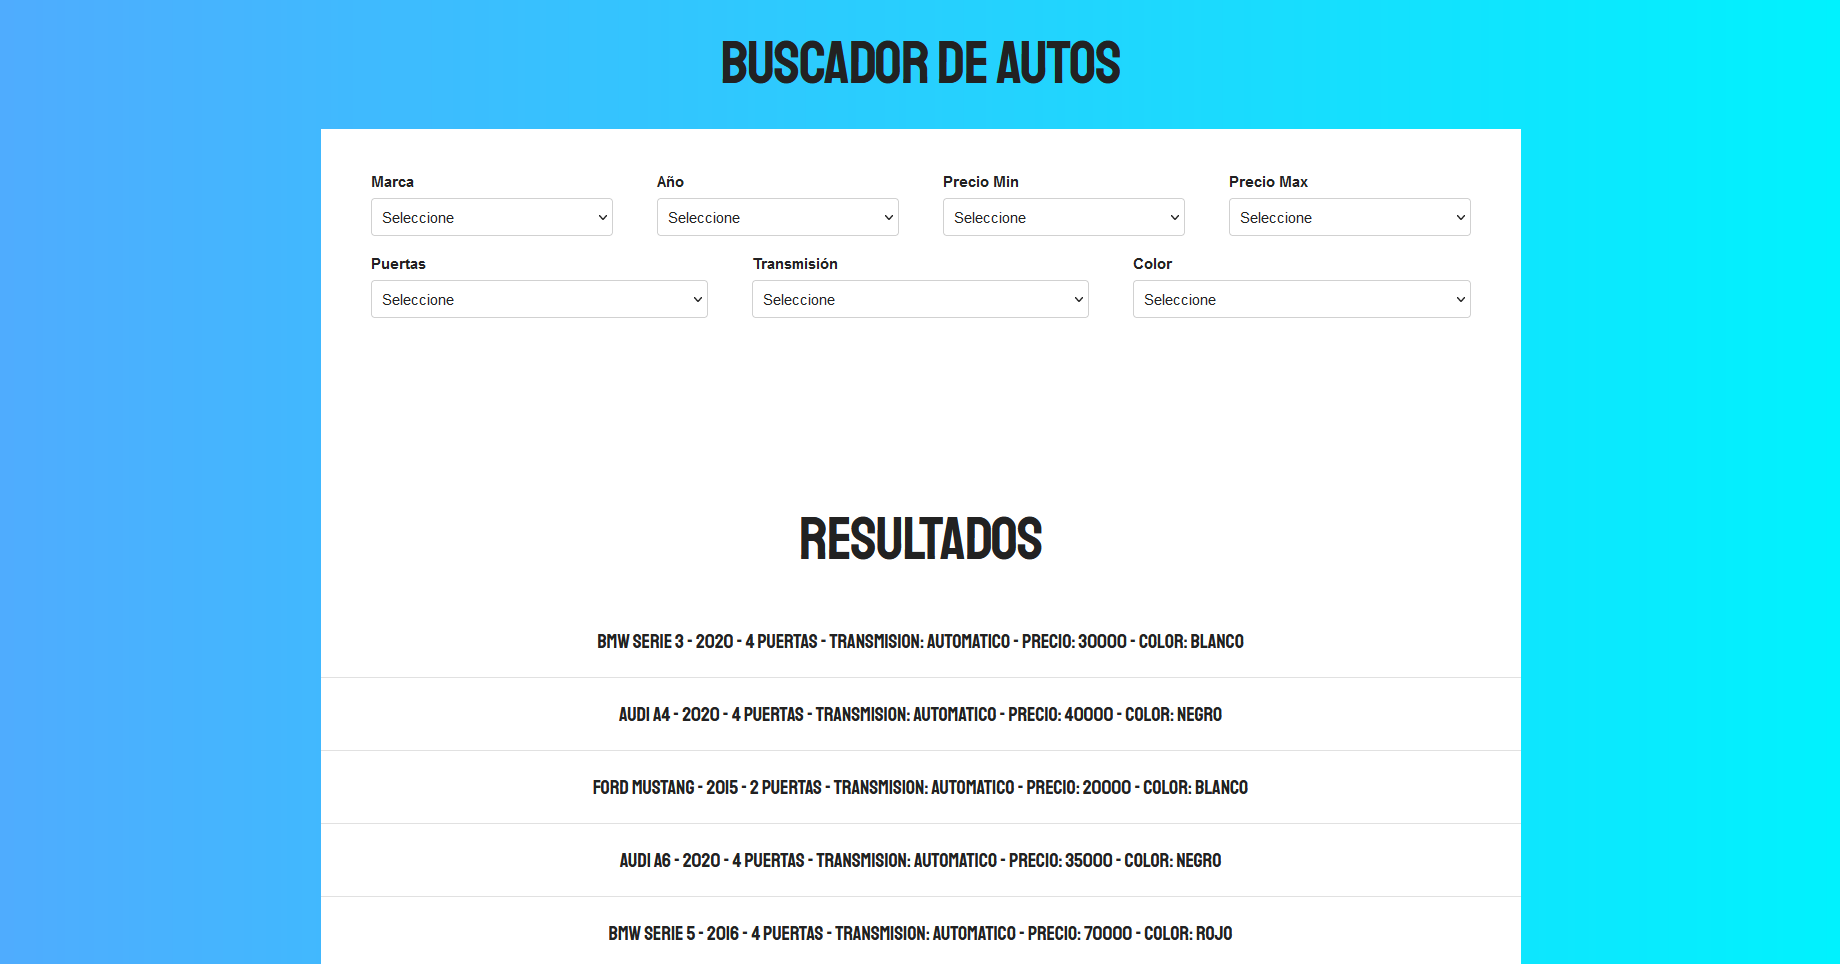 BUSCADOR DE AUTOS
Marca Año Precio Min Precio Max
Seleccione Seleccione Seleccione Seleccione
Puertas Transmisión Color
Seleccione Seleccione Seleccione
RESULTADOS
BMW SERIE 3 - 2020 - 4 PUERTAS - TRANSMISION: AUTOMATICO - PRECIO: 30000 - COLOR: BLANCO
AUDI A4 - 2020 - 4 PUERTAS - TRANSMISION: AUTOMATICO - PRECIO: 40000 - COLOR: NEGRO
FORD MUSTANG - 2015 - 2 PUERTAS - TRANSMISION: AUTOMATICO - PRECIO: 20000 - COLOR: BLANCO
AUDI A6 - 2020 - 4 PUERTAS - TRANSMISION: AUTOMATICO - PRECIO: 35000 - COLOR: NEGRO
BMW SERIE 5 - 2016 - 4 PUERTAS - TRANSMISION: AUTOMATICO - PRECIO: 70000 - COLOR: ROJO